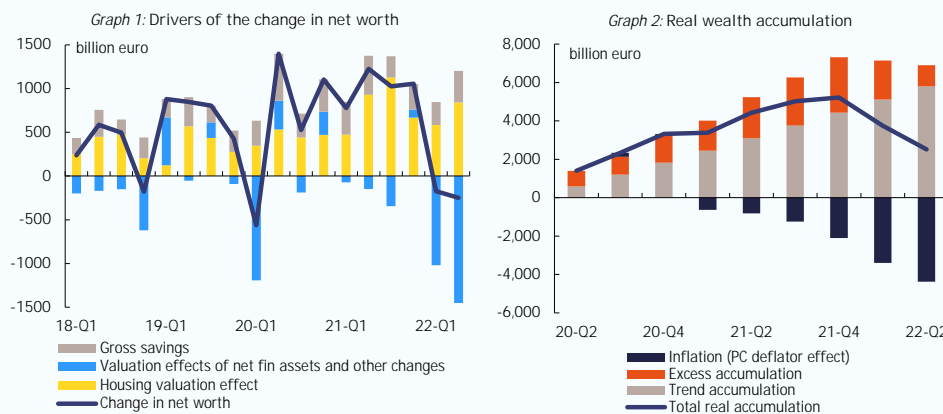 Graph 1: Drivers of the change in net worth
billion euro
1500
1000
500
0
-500
-1000
-1500
18-Q1 19-Q1 20-Q1 21-Q1 22-Q1
Gross savings
Valuation effects of net fin assets and other changes
Housing valuation effect
Change in net worth
Graph 2: Real wealth accumulation
billion euro
8,000
6,000
4,000
2,000
0
-2,000
-4,000
-6,000
20-Q2 20-Q4 21-Q2 21-Q4 22-Q2
Inflation (PC deflator effect)
Excess accumulation
Trend accumulation
Total real accumulation